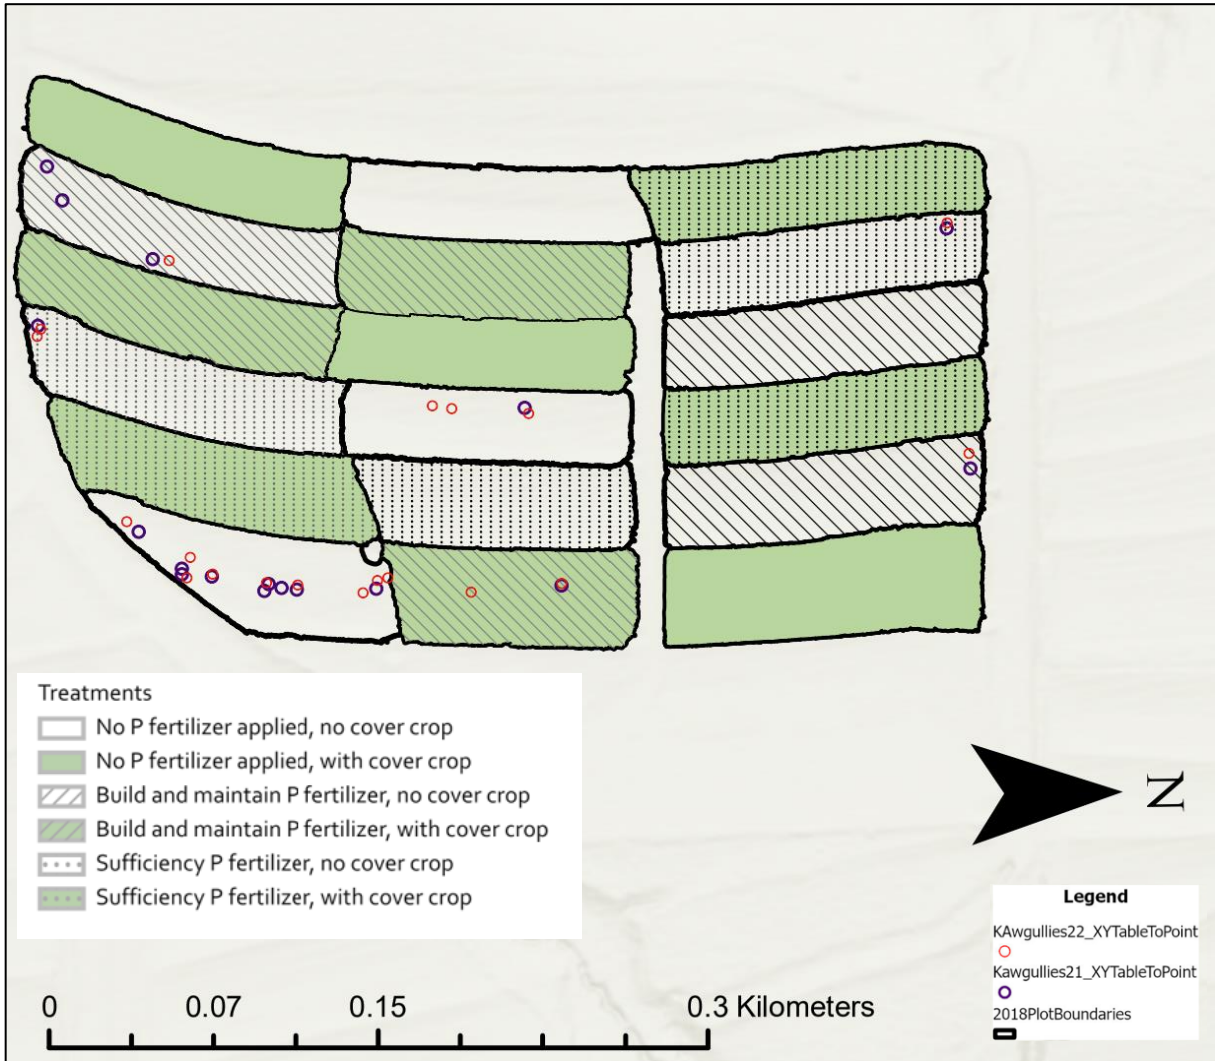 Treatments
No P fertilizer applied, no cover crop
No P fertilizer applied, with cover crop
Build and maintain P fertilizer, no cover crop
Build and maintain P fertilizer, with cover crop
Sufficiency P fertilizer, no cover crop
Sufficiency P fertilizer, with cover crop
N
Legend
KAwgullies22_XYTableToPoint
Kawgullies21_XYTableToPoint
2018PlotBoundaries
0 0.07 0.15 0.3 Kilometers